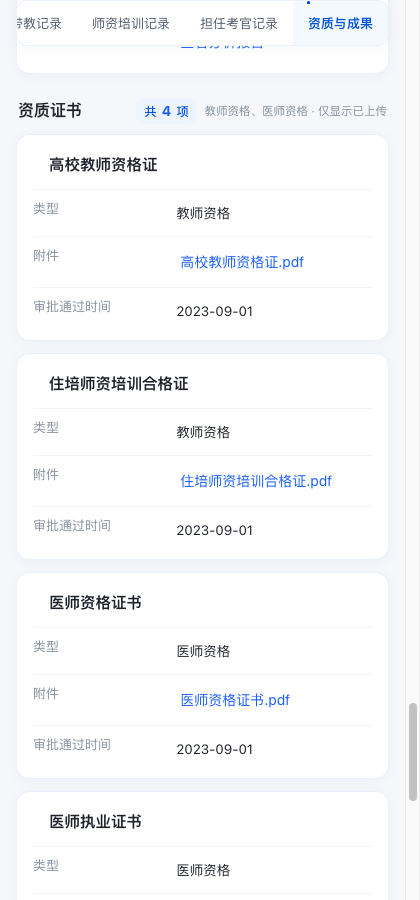 带教记录 师资培训记录 担任考官记录 资质与成果
资质证书 共 4 项 教师资格、医师资格 · 仅显示已上传
高校教师资格证
类型 教师资格
附件 高校教师资格证.pdf
审批通过时间 2023-09-01
住培师资培训合格证
类型 教师资格
附件 住培师资培训合格证.pdf
审批通过时间 2023-09-01
医师资格证书
类型 医师资格
附件 医师资格证书.pdf
审批通过时间 2023-09-01
医师执业证书
类型 医师资格